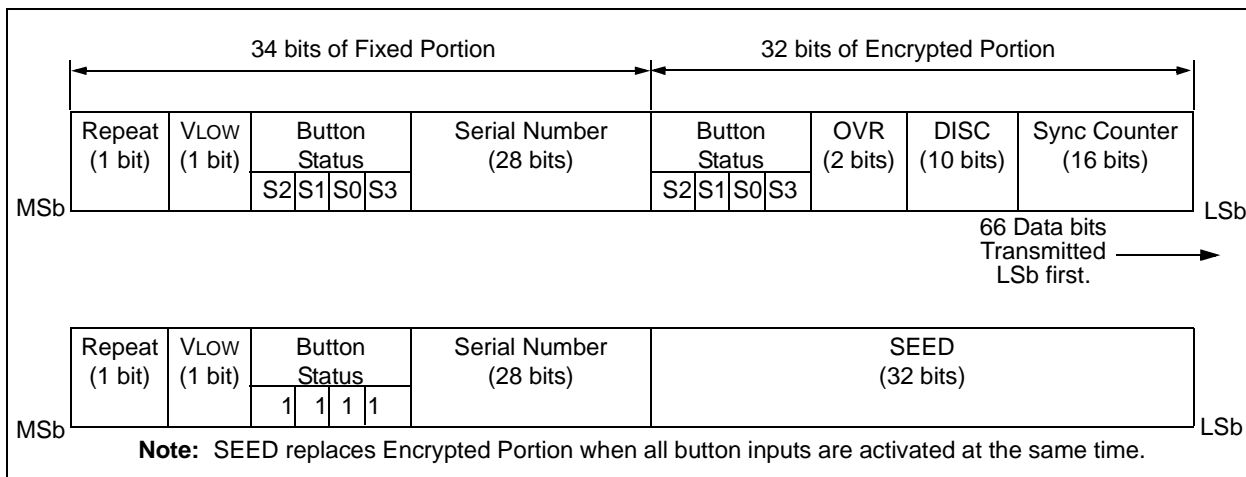 34 bits of Fixed Portion 32 bits of Encrypted Portion
Repeat VLOW Button Serial Number Button OVR DISC Sync Counter
(1 bit) (1 bit) Status (28 bits) Status (2 bits) (10 bits) (16 bits)
S2 S1 S0 S3 S2 S1 S0 S3
MSb LSb
66 Data bits
Transmitted
LSb first.
Repeat VLOW Button Serial Number SEED
(1 bit) (1 bit) Status (28 bits) (32 bits)
1 1 1 1
MSb LSb
Note: SEED replaces Encrypted Portion when all button inputs are activated at the same time.